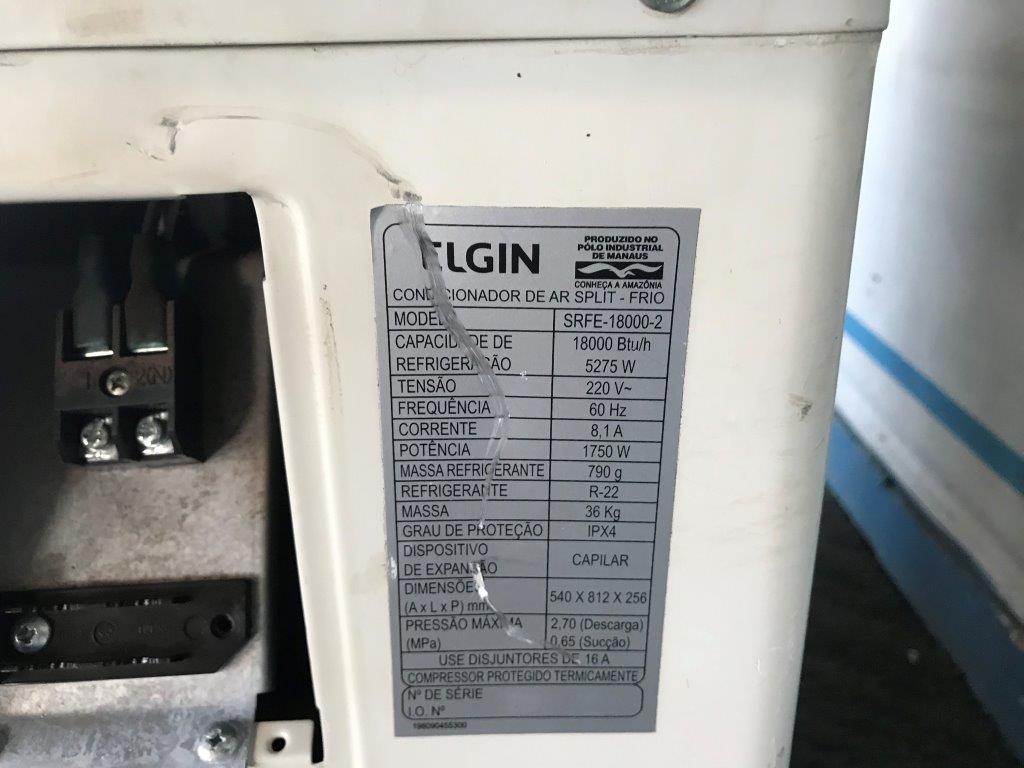 ELGIN
PRODUZIDO NO
PÓLO INDUSTRIAL
DE MANAUS
CONHEÇA A AMAZÔNIA
CONDICIONADOR DE AR SPLIT - FRIO
MODELO SRFE-18000-2
CAPACIDADE DE 18000 Btu/h
REFRIGERAÇÃO 5275 W
TENSÃO 220 V~
FREQUÊNCIA 60 Hz
CORRENTE 8,1 A
POTÊNCIA 1750 W
MASSA REFRIGERANTE 790 g
REFRIGERANTE R-22
MASSA 36 Kg
GRAU DE PROTEÇÃO IPX4
DISPOSITIVO
DE EXPANSÃO CAPILAR
DIMENSÕES
(A x L x P) mm 540 X 812 X 256
PRESSÃO MÁXIMA 2,70 (Descarga)
(MPa) 0,65 (Sucção)
USE DISJUNTORES DE 16 A
COMPRESSOR PROTEGIDO TERMICAMENTE
Nº DE SÉRIE
I.O. Nº
198090455300
1 2(N)